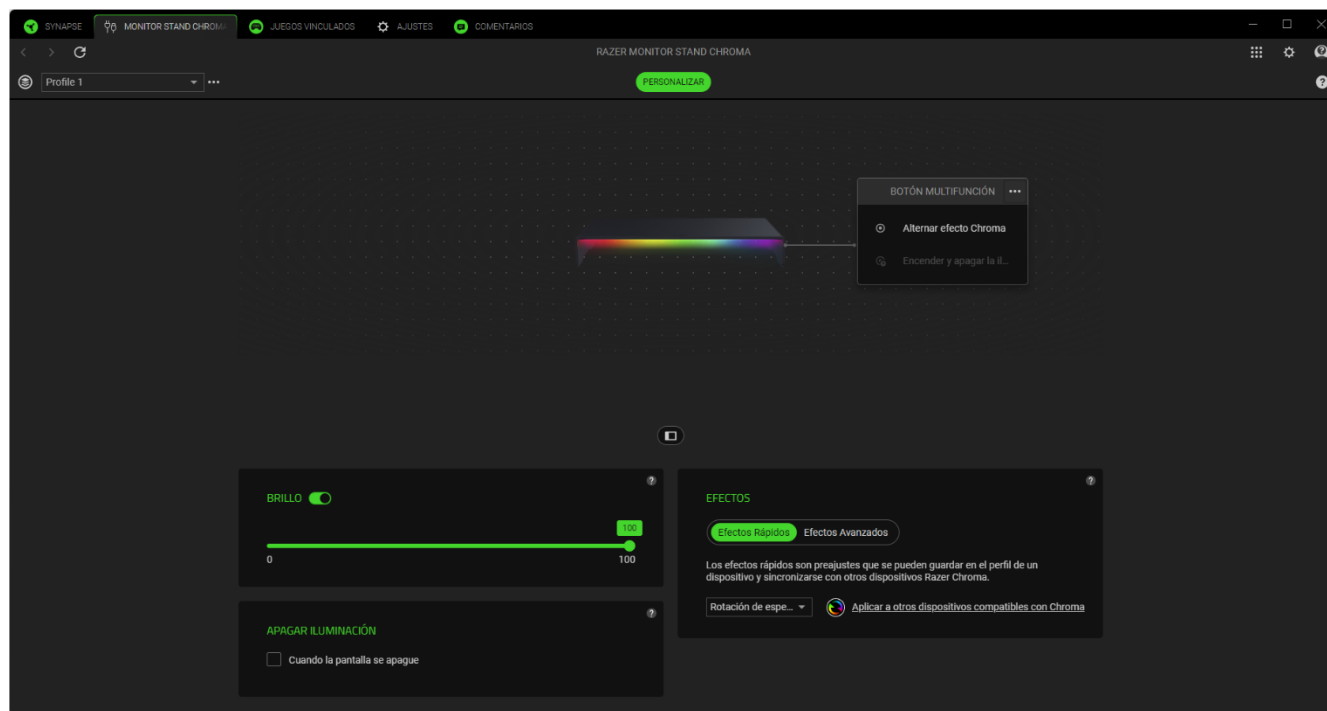 SYNAPSE
MONITOR STAND CHROMA
JUEGOS VINCULADOS
AJUSTES
COMENTARIOS
RAZER MONITOR STAND CHROMA
Profile 1
PERSONALIZAR
BOTÓN MULTIFUNCIÓN
Alternar efecto Chroma
Encender y apagar la il...
BRILLO
100
0
100
EFECTOS
Efectos Rápidos
Efectos Avanzados
Los efectos rápidos son preajustes que se pueden guardar en el perfil de un
dispositivo y sincronizarse con otros dispositivos Razer Chroma.
Rotación de espe...
Aplicar a otros dispositivos compatibles con Chroma
APAGAR ILUMINACIÓN
Cuando la pantalla se apague